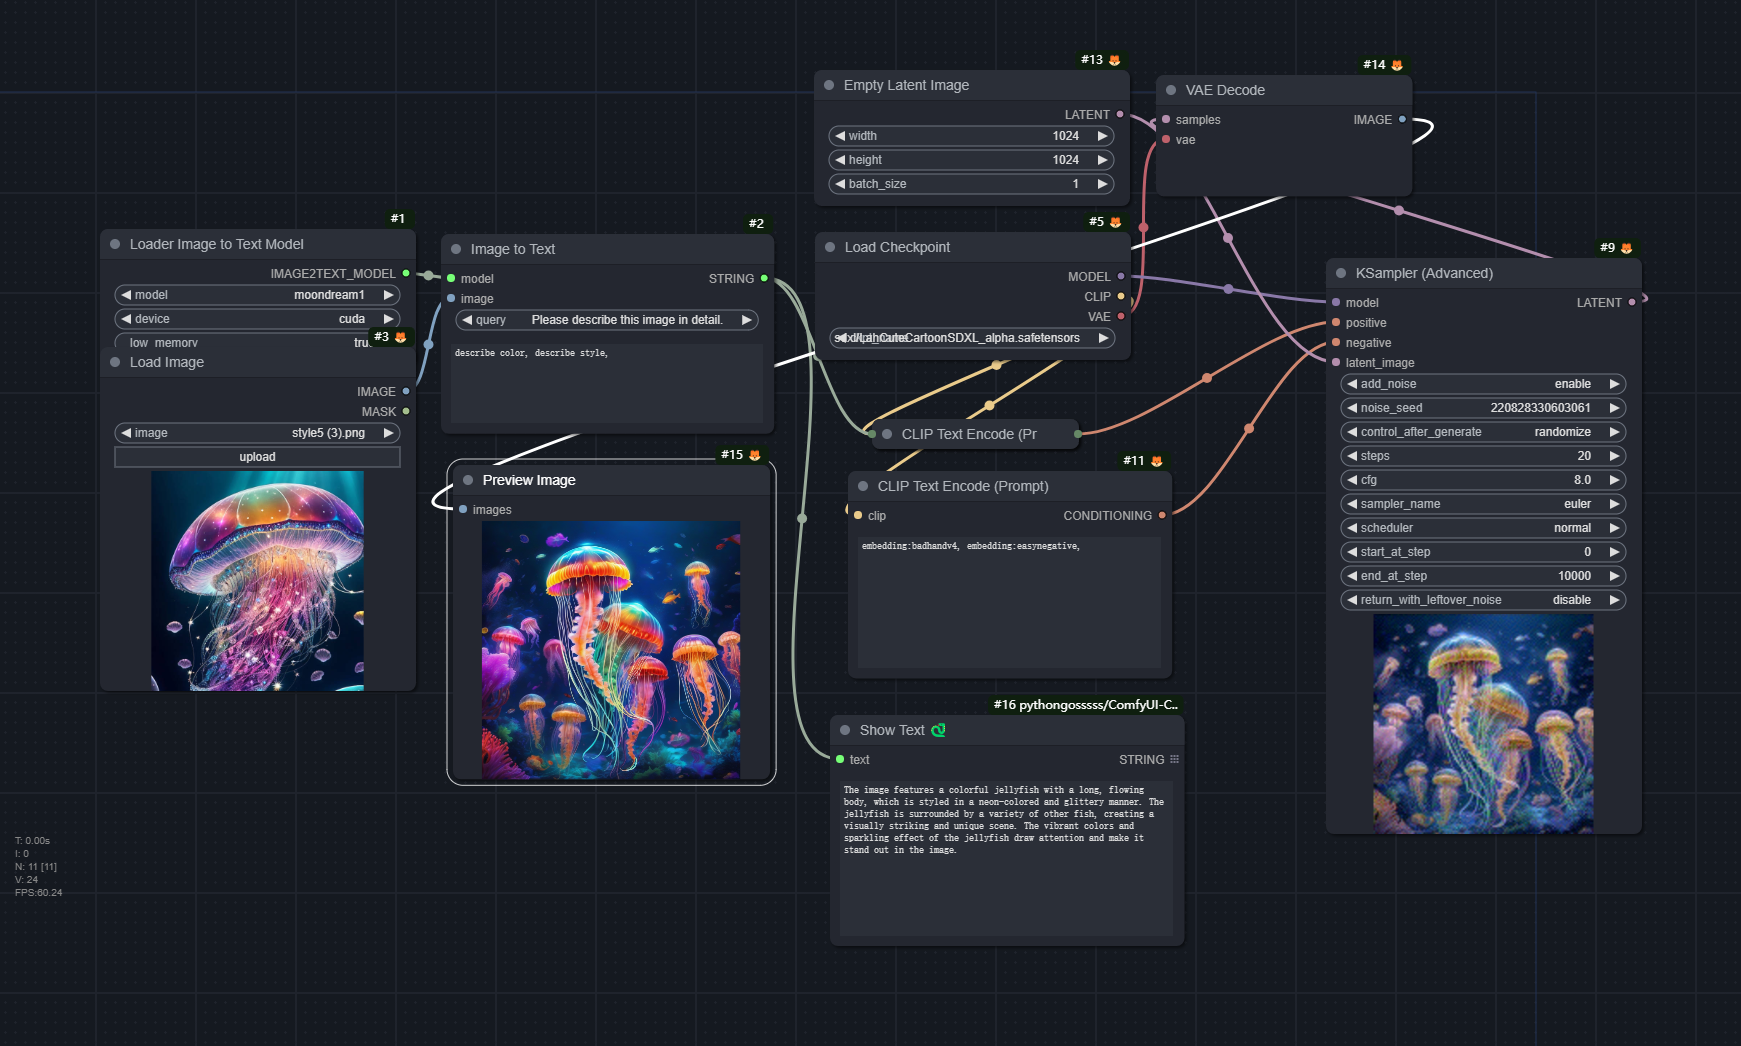 #13
Empty Latent Image
LATENT
width 1024
height 1024
batch_size 1
#14
VAE Decode
samples IMAGE
vae
#1
Loader Image to Text Model
IMAGE2TEXT_MODEL
model moondream1
device cuda
low_memory tru
#2
Image to Text
model STRING
image
query Please describe this image in detail.
describe color, describe style,
#3
Load Image
IMAGE
MASK
image style5 (3).png
upload
#5
Load Checkpoint
MODEL
CLIP
VAE
CuteCartoonSDXL_alpha.safetensors
#9
KSampler (Advanced)
model LATENT
positive
negative
latent_image
add_noise enable
noise_seed 220828330603061
control_after_generate randomize
steps 20
cfg 8.0
sampler_name euler
scheduler normal
start_at_step 0
end_at_step 10000
return_with_leftover_noise disable
CLIP Text Encode (Pr
#15
Preview Image
images
#11
CLIP Text Encode (Prompt)
clip CONDITIONING
embedding:badhandv4, embedding:easynegative,
#16 pythongosssss/ComfyUI-C..
Show Text
text STRING
The image features a colorful jellyfish with a long, flowing
body, which is styled in a neon-colored and glittery manner. The
jellyfish is surrounded by a variety of other fish, creating a
visually striking and unique scene. The vibrant colors and
sparkling effect of the jellyfish draw attention and make it
stand out in the image.
T: 0.00s
I: 0
N: 11 [11]
V: 24
FPS:60.24